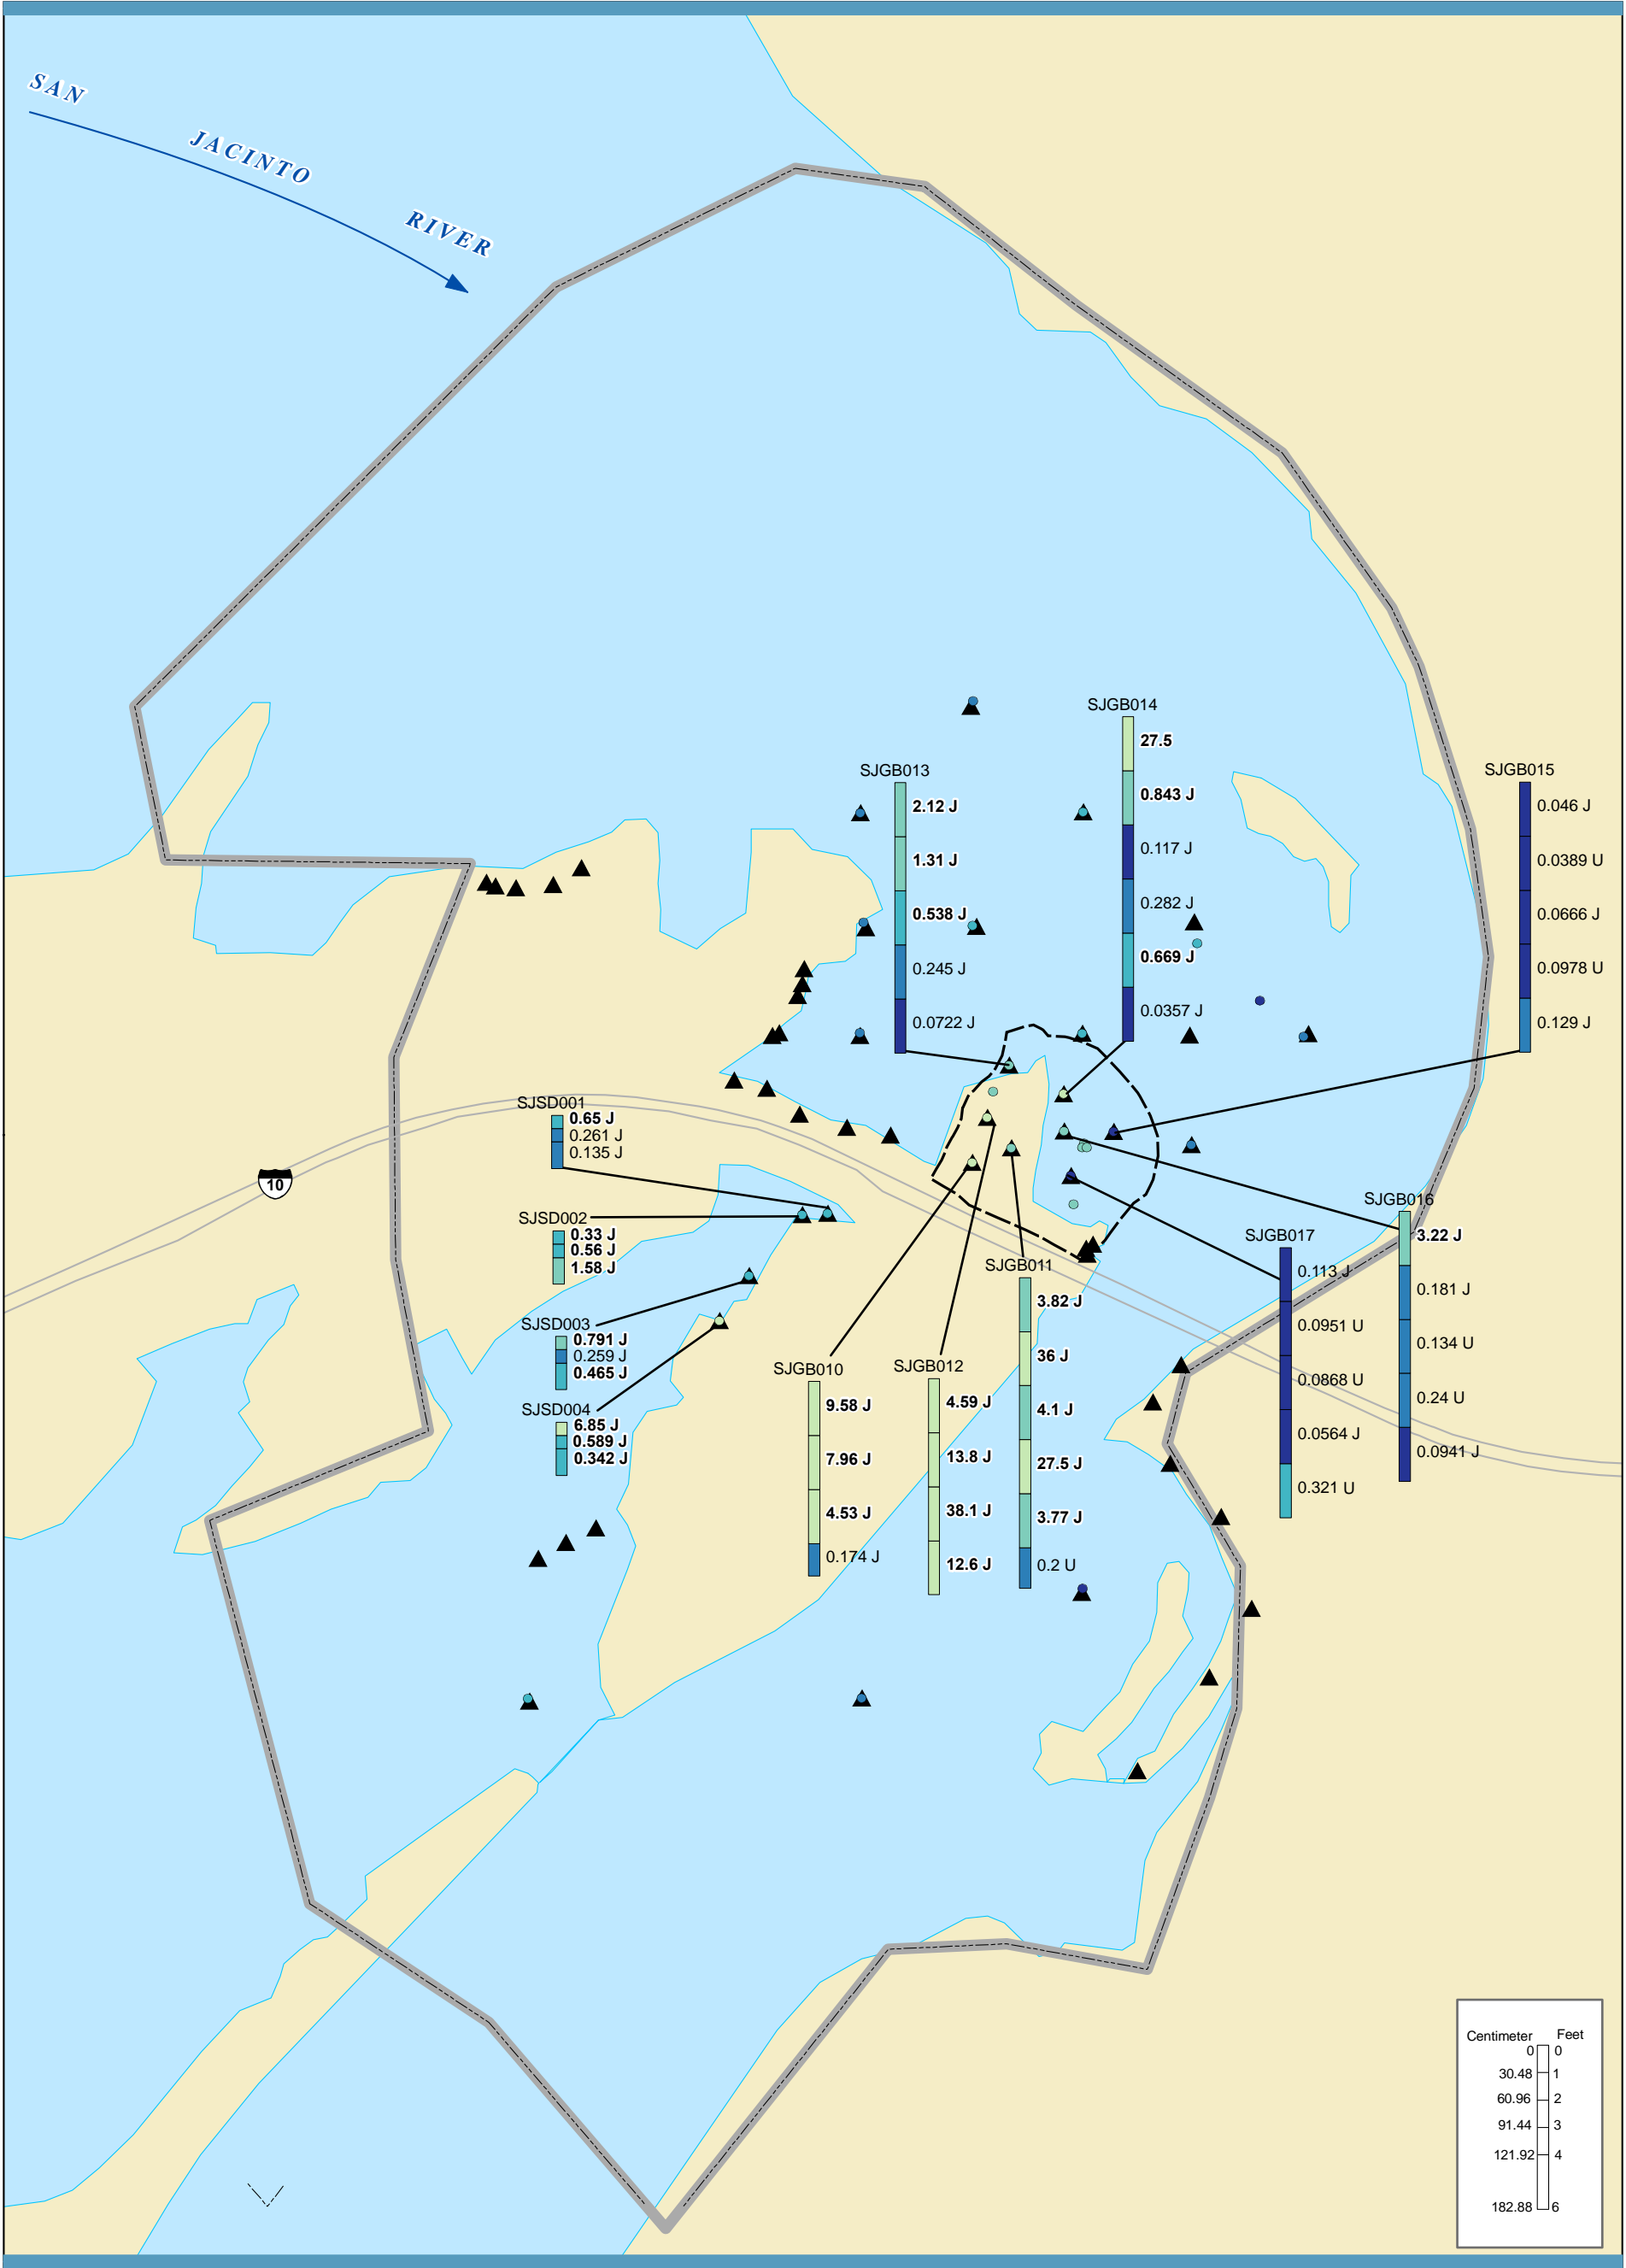 SAN
JACINTO
RIVER
SJGB014
27.5
0.843 J
0.117 J
0.282 J
0.669 J
0.0357 J
SJGB013
2.12 J
1.31 J
0.538 J
0.245 J
0.0722 J
SJGB015
0.046 J
0.0389 U
0.0666 J
0.0978 U
0.129 J
SJSD001
0.65 J
0.261 J
0.135 J
10
SJSD002
0.33 J
0.56 J
1.58 J
SJSD003
0.791 J
0.259 J
0.465 J
SJSD004
6.85 J
0.589 J
0.342 J
SJGB010
9.58 J
7.96 J
4.53 J
0.174 J
SJGB012
4.59 J
13.8 J
38.1 J
12.6 J
SJGB011
3.82 J
36 J
4.1 J
27.5 J
3.77 J
0.2 U
SJGB017
0.113 J
0.0951 U
0.0868 U
0.0564 J
0.321 U
SJGB016
3.22 J
0.181 J
0.134 U
0.24 U
0.0941 J
Centimeter Feet
0 0
30.48 1
60.96 2
91.44 3
121.92 4
182.88 6